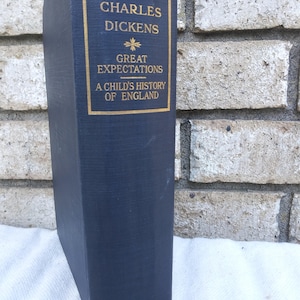 CHARLES
DICKENS
GREAT
EXPECTATIONS
A CHILD'S HISTORY
OF ENGLAND